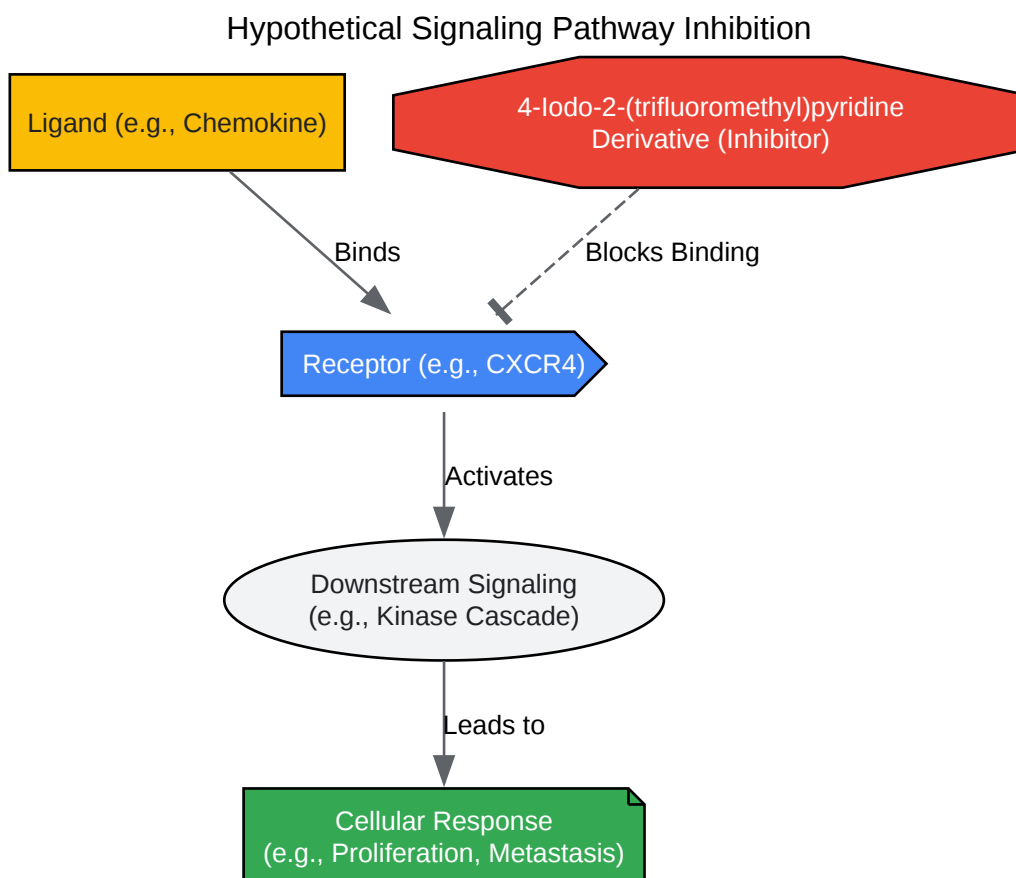 Hypothetical Signaling Pathway Inhibition
Ligand (e.g., Chemokine)
4-Iodo-2-(trifluoromethyl)pyridine
Derivative (Inhibitor)
Binds
Blocks Binding
Receptor (e.g., CXCR4)
Activates
Downstream Signaling
(e.g., Kinase Cascade)
Leads to
Cellular Response
(e.g., Proliferation, Metastasis)